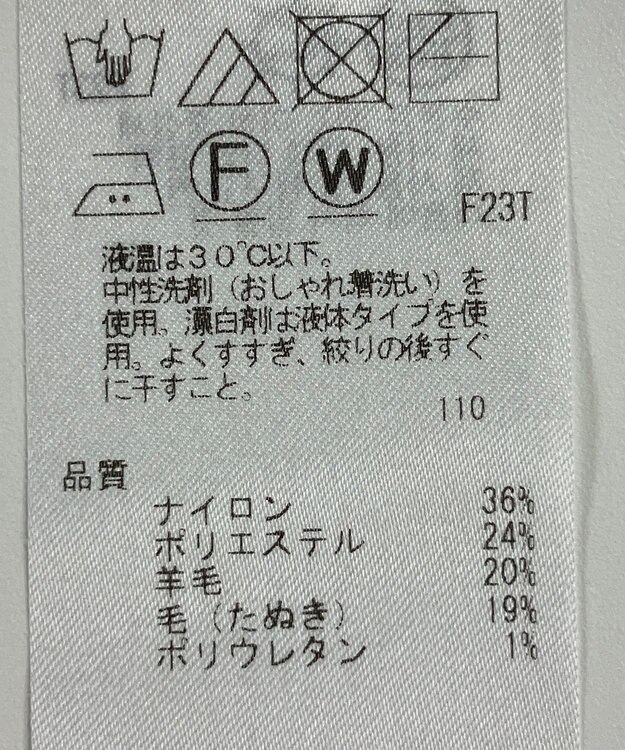 F
W
F23T
液温は30℃以下。
中性洗剤（おしゃれ着洗い）を
使用。漂白剤は液体タイプを使
用。よくすすぎ、絞りの後すぐ
に干すこと。
110
品質
ナイロン 36%
ポリエステル 24%
羊毛 20%
毛（たぬき） 19%
ポリウレタン 1%